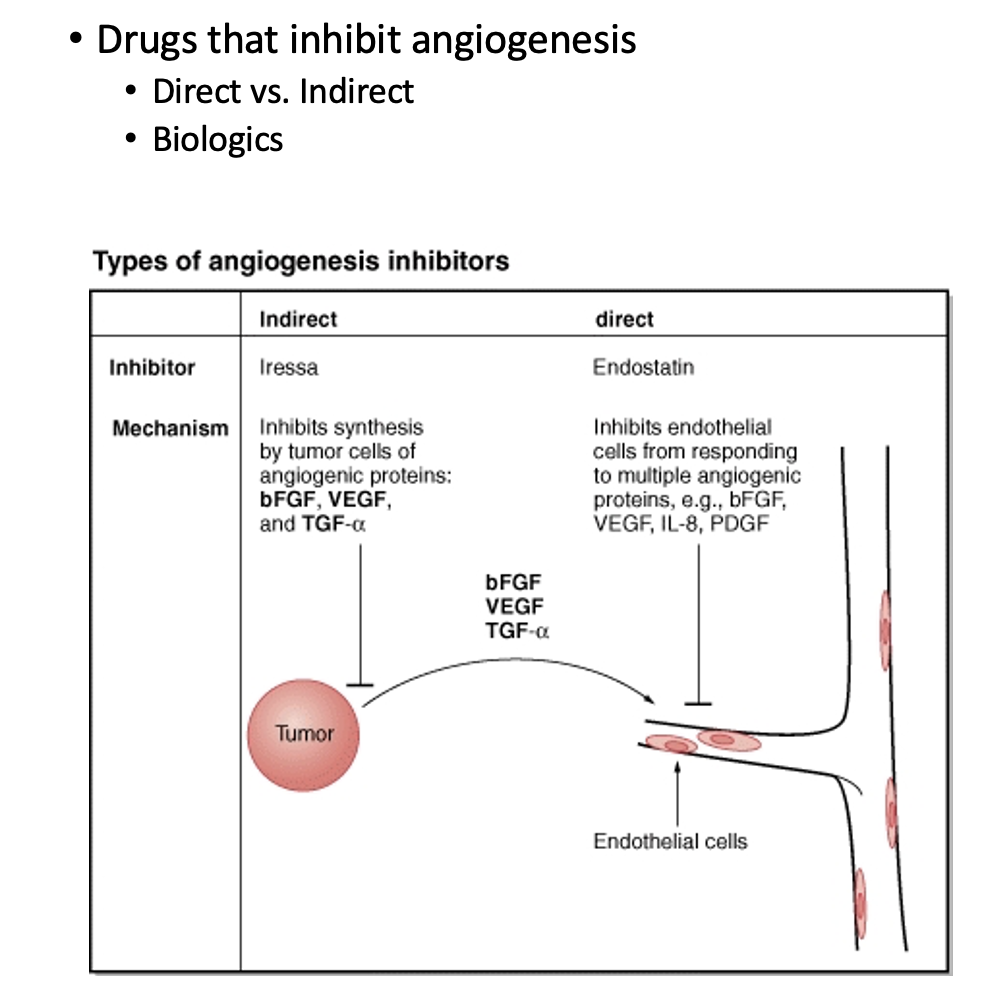 • Drugs that inhibit angiogenesis
• Direct vs. Indirect
• Biologics
Types of angiogenesis inhibitors
Indirect
direct
Inhibitor
Iressa
Endostatin
Mechanism
Inhibits synthesis
by tumor cells of
angiogenic proteins:
bFGF, VEGF,
and TGF-α
Inhibits endothelial
cells from responding
to multiple angiogenic
proteins, e.g., bFGF,
VEGF, IL-8, PDGF
bFGF
VEGF
TGF-α
Tumor
Endothelial cells